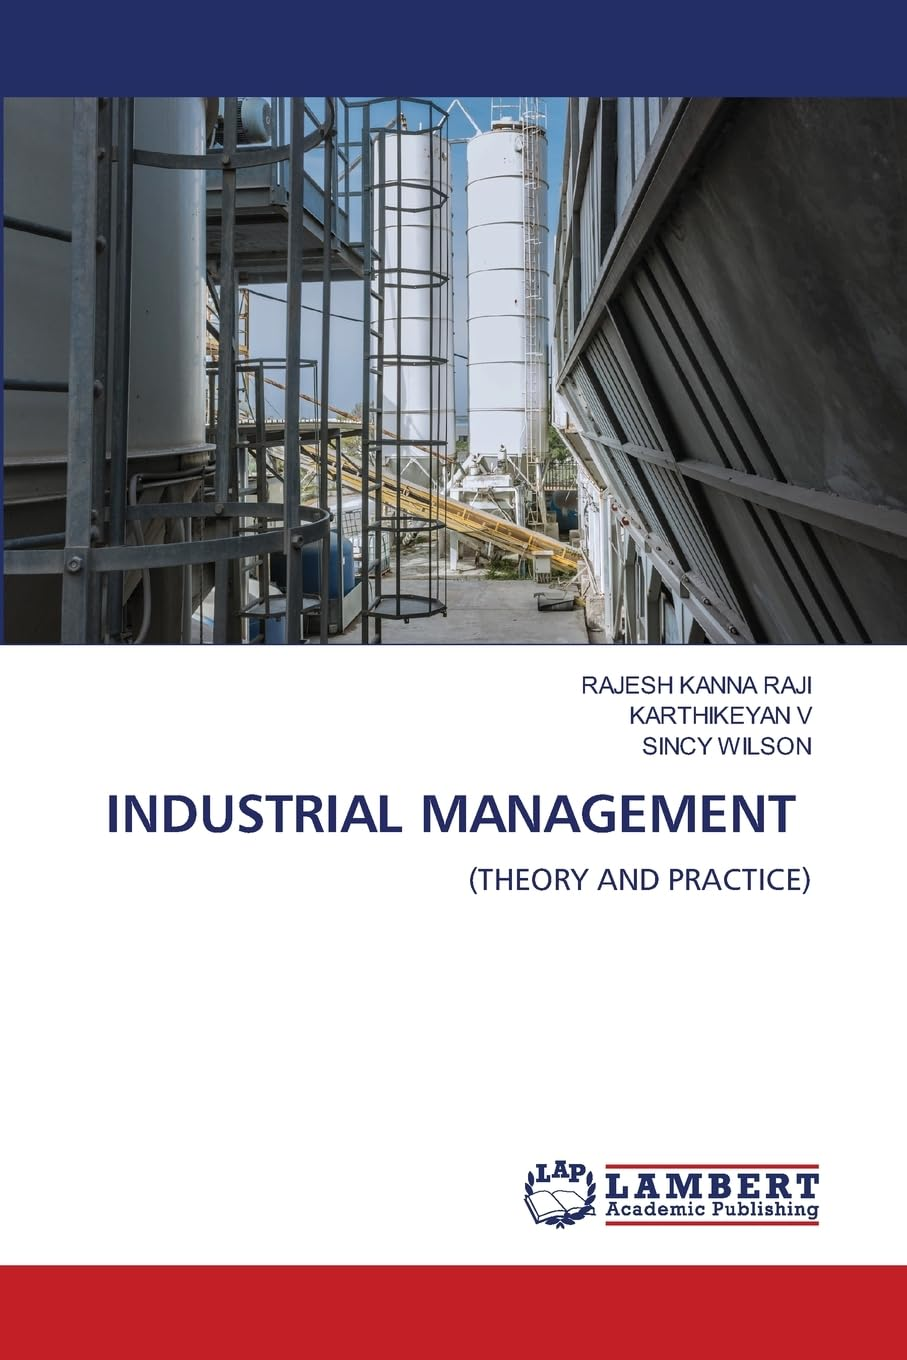 RAJESH KANNA RAJI
KARTHIKEYAN V
SINCY WILSON
INDUSTRIAL MANAGEMENT
(THEORY AND PRACTICE)
LAP
LAMBERT
Academic Publishing